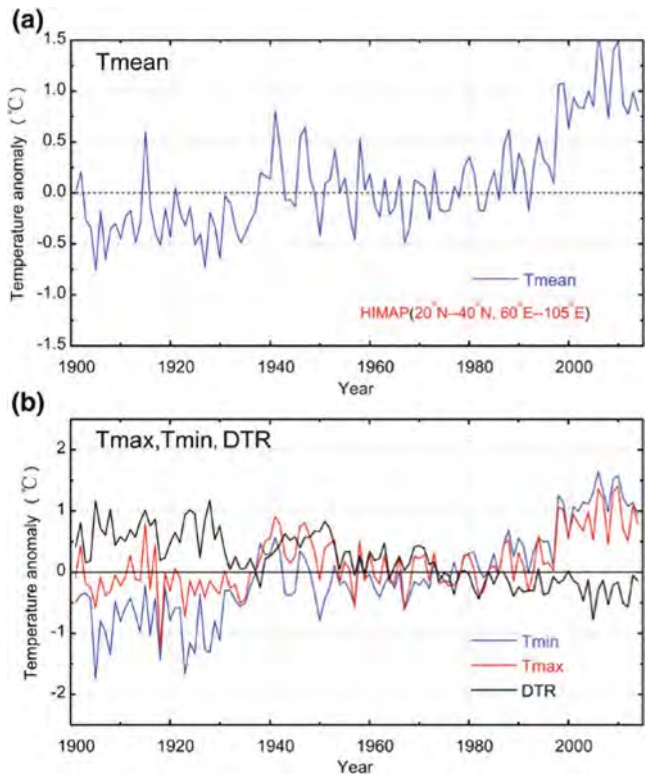 (a)
Tmean
Temperature anomaly (℃)
1.5
1.0
0.5
0.0
-0.5
-1.0
-1.5
Tmean
HIMAP(20°N--40°N, 60°E--105°E)
1900 1920 1940 1960 1980 2000
Year
(b)
Tmax,Tmin, DTR
Temperature anomaly (℃)
2
1
0
-1
-2
Tmin
Tmax
DTR
1900 1920 1940 1960 1980 2000
Year